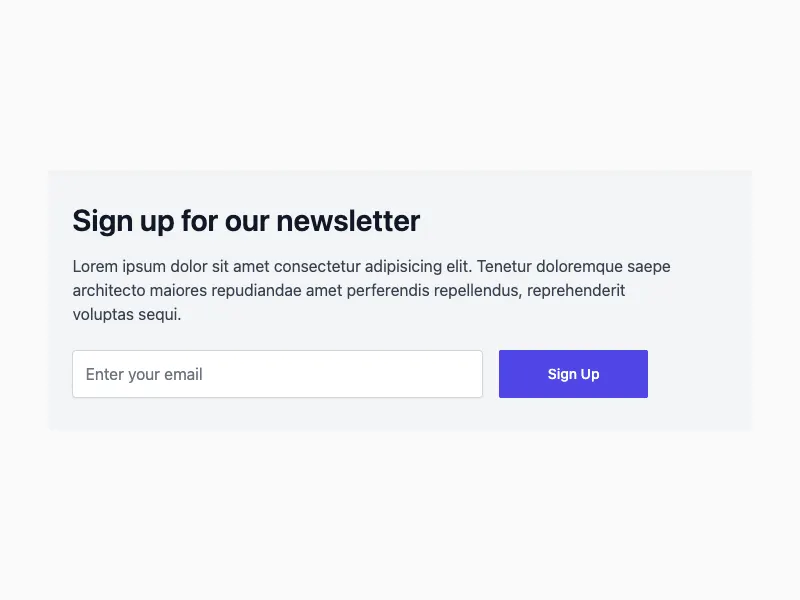 Sign up for our newsletter
Lorem ipsum dolor sit amet consectetur adipisicing elit. Tenetur doloremque saepe
architecto maiores repudiandae amet perferendis repellendus, reprehenderit
voluptas sequi.
Enter your email
Sign Up